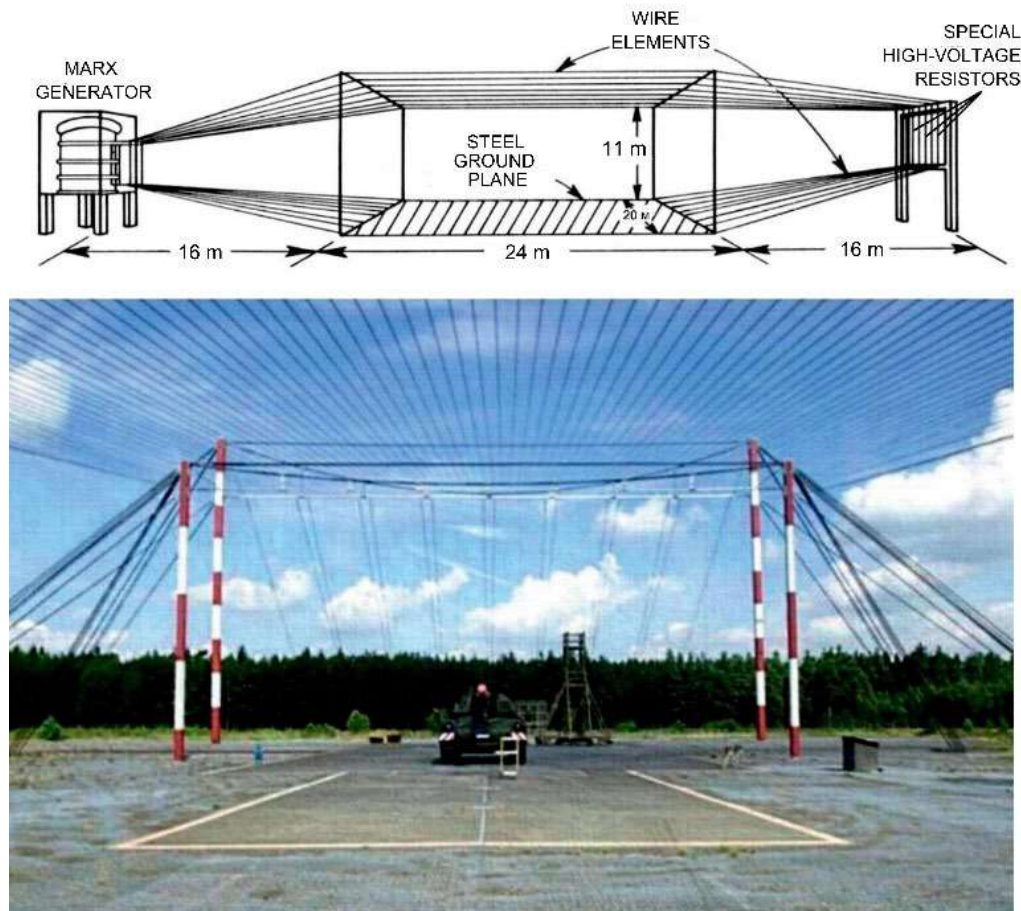 WIRE
ELEMENTS
SPECIAL
HIGH-VOLTAGE
RESISTORS
MARX
GENERATOR
STEEL
GROUND
PLANE
11 m
20 м
16 m
24 m
16 m